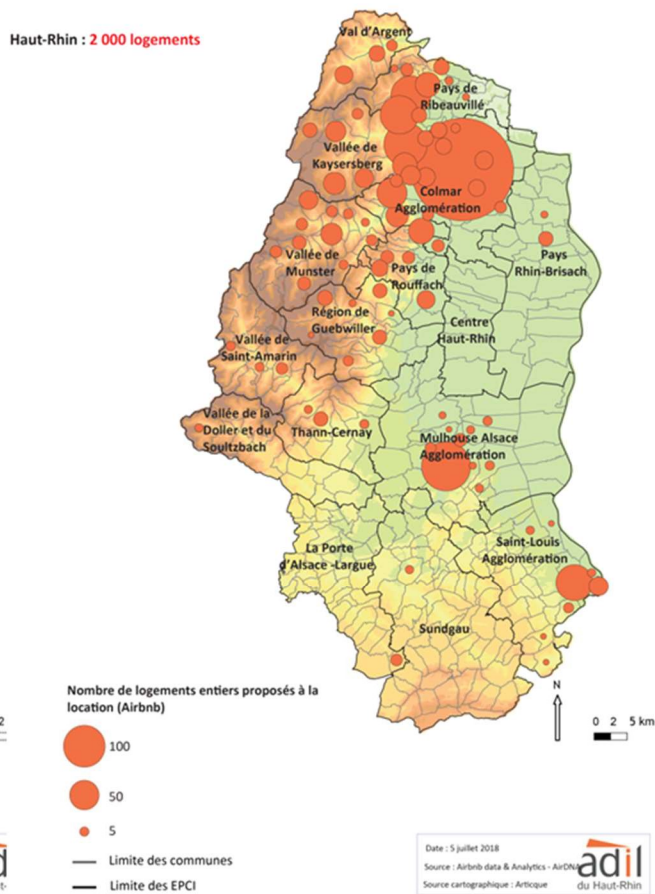 Haut-Rhin : 2 000 logements
Val d'Argent
Pays de
Ribeauvillé
Vallée de
Kaysersberg
Colmar
Agglomération
Pays
Rhin-Brisach
Vallée de
Munster
Pays de
Rouffach
Région de
Guebwiller
Centre
Haut-Rhin
Vallée de
Saint-Amarin
Vallée de la
Doller et du
Soultzbach
Thann-Cernay
Mulhouse Alsace
Agglomération
Saint-Louis
Agglomération
La Porte
d'Alsace -Largue
Sundgau
Nombre de logements entiers proposés à la
location (Airbnb)
100
50
5
Limite des communes
Limite des EPCI
N
0 2 5 km
2
Date : 5 juillet 2018
Source : Airbnb data & Analytics - AirDNA
Source cartographique : Articque
adil
du Haut-Rhin